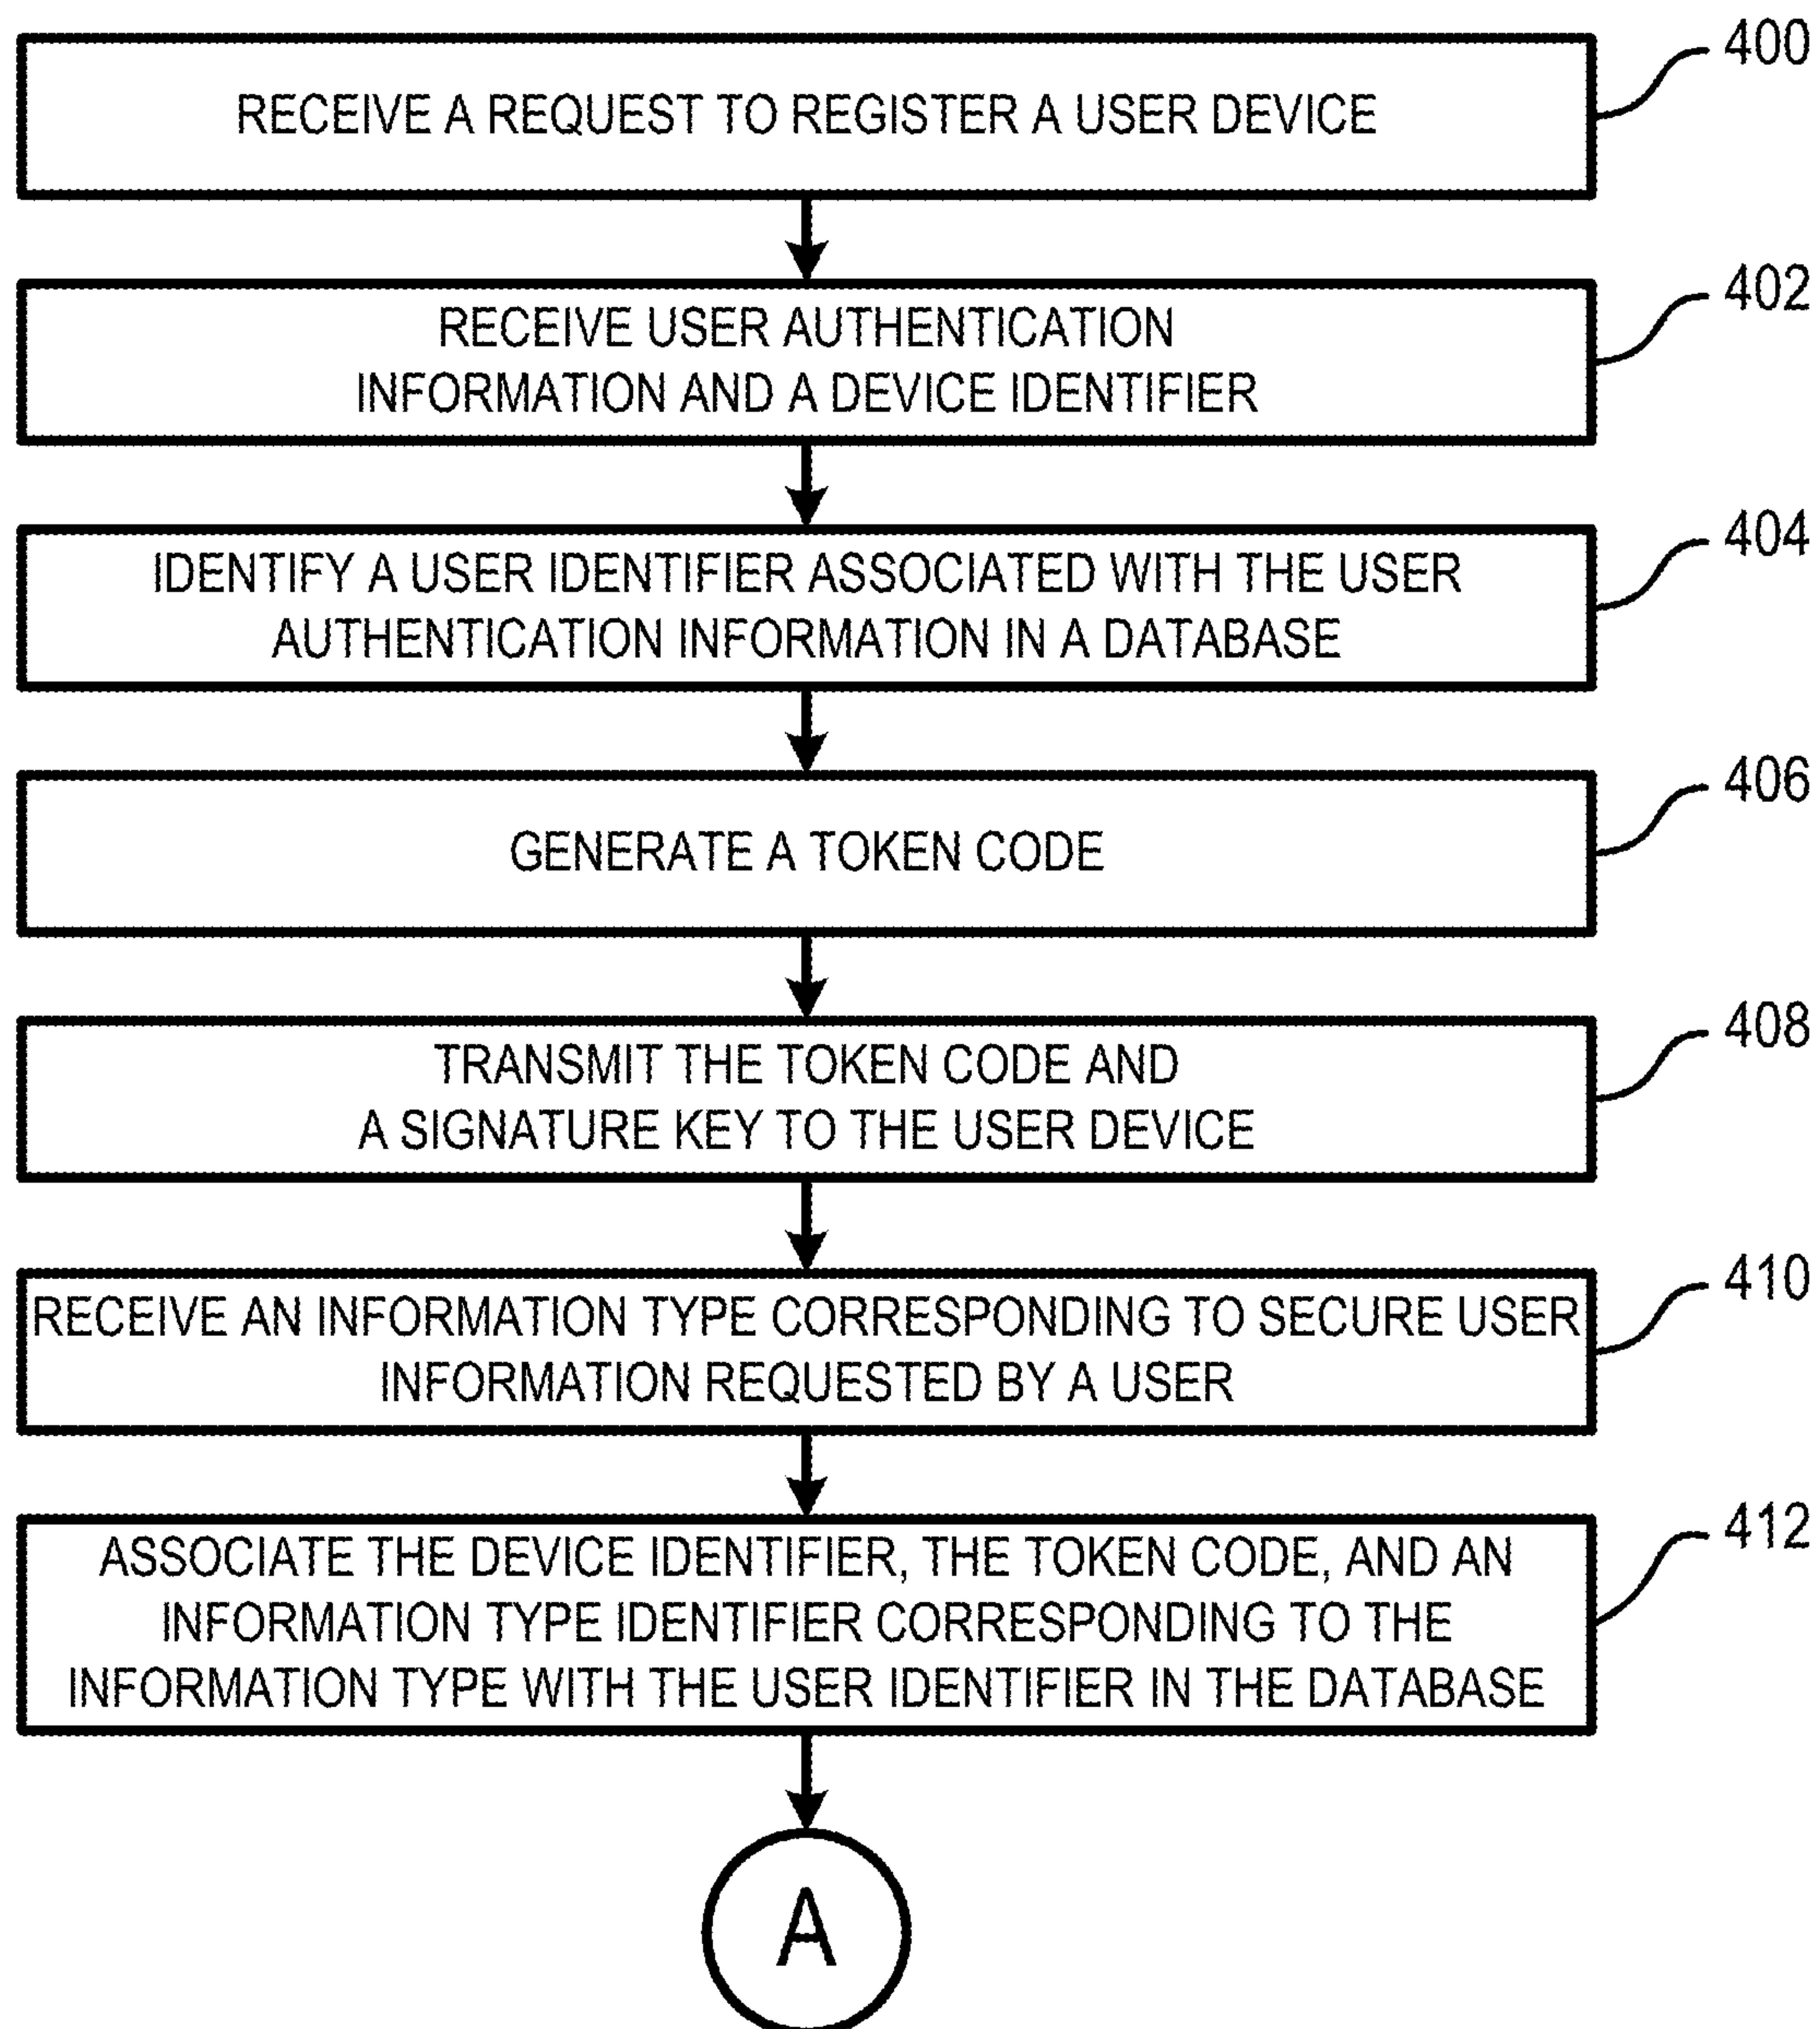 400
RECEIVE A REQUEST TO REGISTER A USER DEVICE
402
RECEIVE USER AUTHENTICATION
INFORMATION AND A DEVICE IDENTIFIER
404
IDENTIFY A USER IDENTIFIER ASSOCIATED WITH THE USER
AUTHENTICATION INFORMATION IN A DATABASE
406
GENERATE A TOKEN CODE
408
TRANSMIT THE TOKEN CODE AND
A SIGNATURE KEY TO THE USER DEVICE
410
RECEIVE AN INFORMATION TYPE CORRESPONDING TO SECURE USER
INFORMATION REQUESTED BY A USER
412
ASSOCIATE THE DEVICE IDENTIFIER, THE TOKEN CODE, AND AN
INFORMATION TYPE IDENTIFIER CORRESPONDING TO THE
INFORMATION TYPE WITH THE USER IDENTIFIER IN THE DATABASE
A